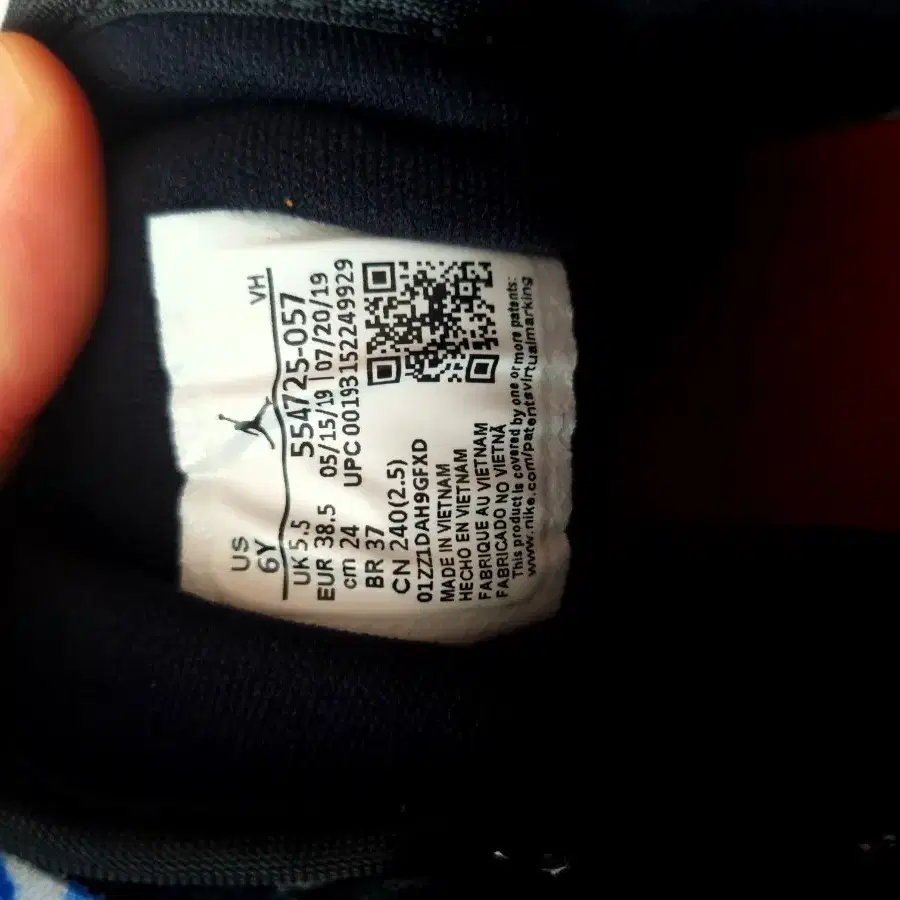 US VH
6Y
UK 5.5 554725-057
EUR 38.5 05/15/19 | 07/20/19
cm 24 UPC 00193152249929
BR 37
CN 240(2.5)
01ZZ1DAH9GFXD
MADE IN VIETNAM
HECHO EN VIETNAM
FABRIQUE AU VIETNAM
FABRICADO NO VIETNÃ
This product is covered by one or more patents:
www.nike.com/patentsvirtualmarking